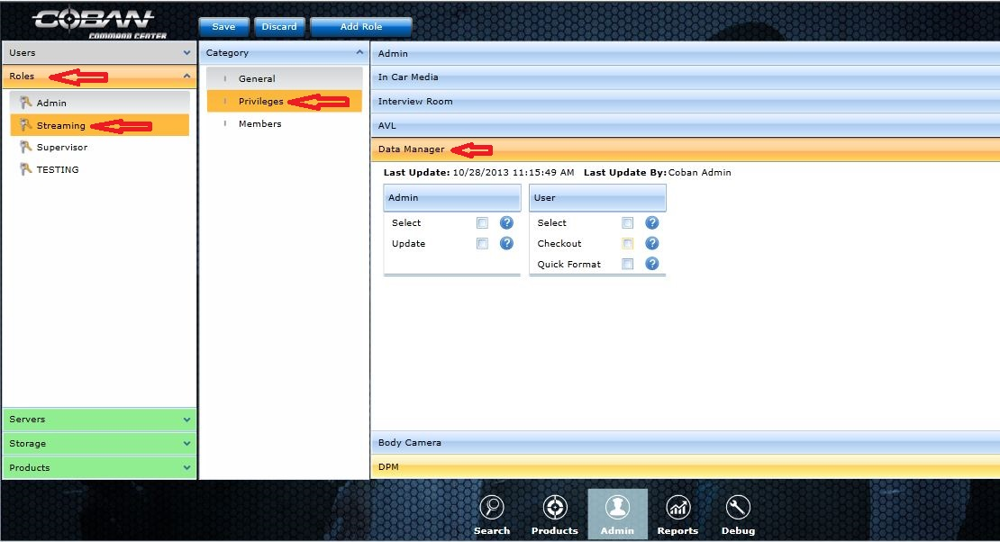 COBAN
COMMAND CENTER
Save Discard Add Role
Users
Roles
Admin
Streaming
Supervisor
TESTING
Servers
Storage
Products
Category
General
Privileges
Members
Admin
In Car Media
Interview Room
AVL
Data Manager
Last Update: 10/28/2013 11:15:49 AM Last Update By: Coban Admin
Admin
Select ?
Update ?
User
Select ?
Checkout ?
Quick Format ?
Body Camera
DPM
Search Products Admin Reports Debug